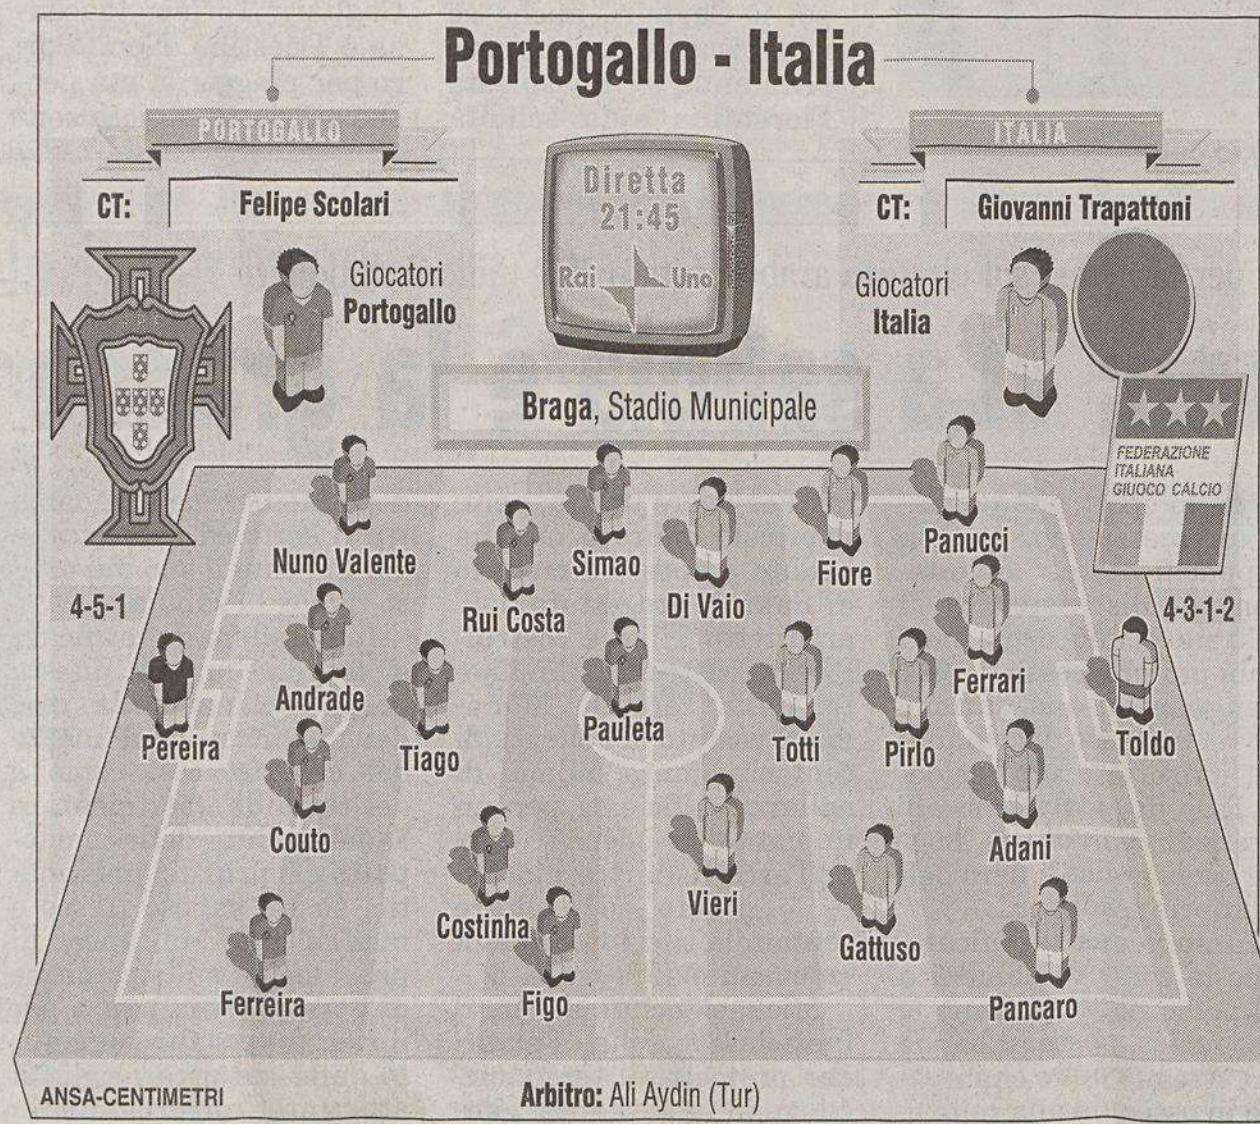 Portogallo - Italia
PORTOGALLO
ITALIA
CT:
Felipe Scolari
CT:
Giovanni Trapattoni
Diretta
21:45
Rai Uno
Giocatori
Portogallo
Giocatori
Italia
Braga, Stadio Municipale
FEDERAZIONE
ITALIANA
GIUOCO CALCIO
4-5-1
4-3-1-2
Nuno Valente
Rui Costa
Simao
Di Vaio
Fiore
Panucci
Andrade
Pereira
Tiago
Pauleta
Totti
Pirlo
Ferrari
Toldo
Couto
Costinha
Vieri
Gattuso
Adani
Ferreira
Figo
Pancaro
ANSA-CENTIMETRI
Arbitro: Ali Aydin (Tur)